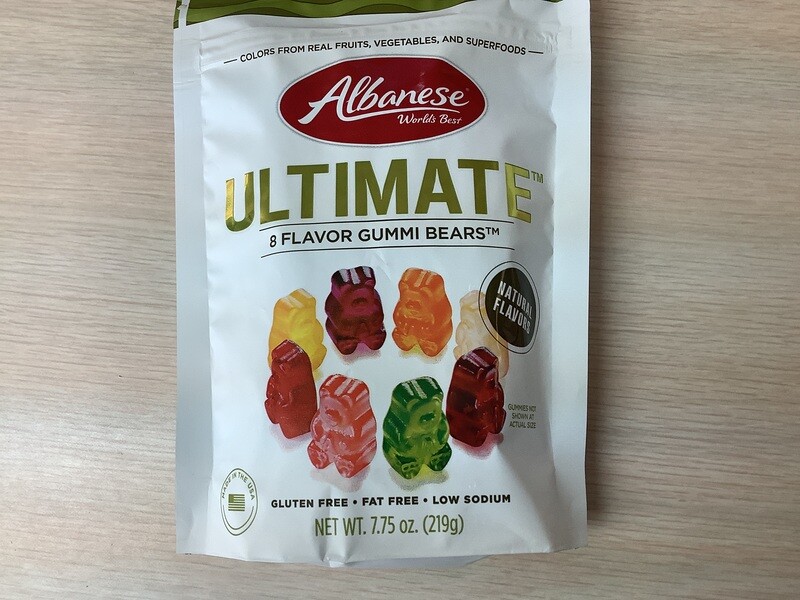 COLORS FROM REAL FRUITS, VEGETABLES, AND SUPERFOODS
Albanese
World's Best
ULTIMATE™
8 FLAVOR GUMMI BEARS™
NATURAL
FLAVORS
GUMMIES NOT
SHOWN AT
ACTUAL SIZE
MADE IN THE USA
GLUTEN FREE • FAT FREE • LOW SODIUM
NET WT. 7.75 oz. (219g)